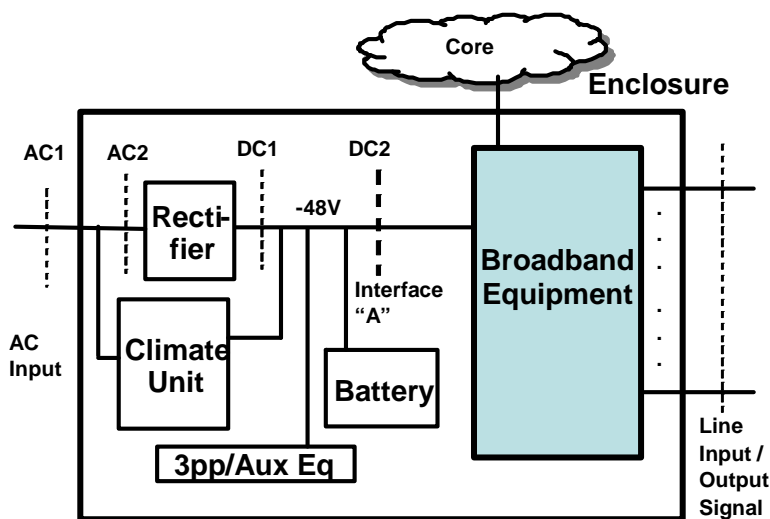 Core
Enclosure
AC1
AC2
DC1
DC2
Recti-
fier
-48V
Broadband
Equipment
Interface
“A”
AC
Input
Climate
Unit
Battery
3pp/Aux Eq
Line
Input /
Output
Signal